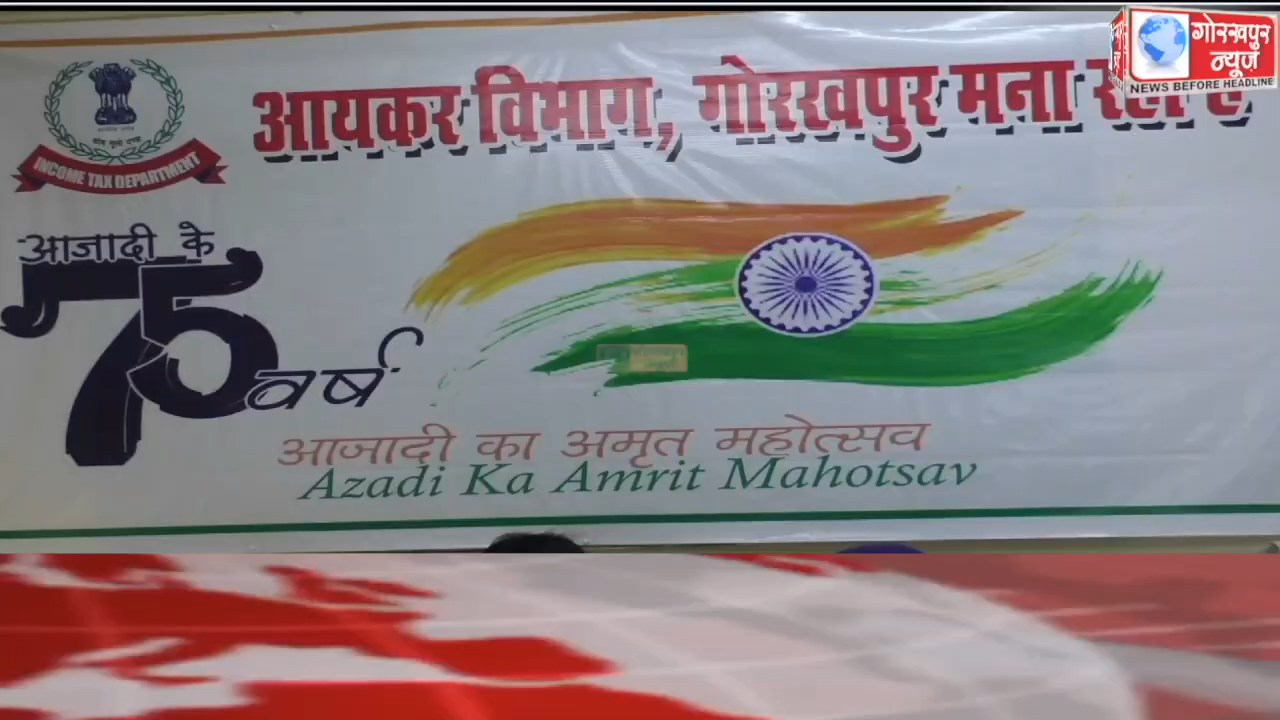 आयकर विभाग, गोरखपुर मना रहा है
गोरखपुर
न्यूज़
NEWS BEFORE HEADLINE
INCOME TAX DEPARTMENT
आजादी के
75 वर्ष
आजादी का अमृत महोत्सव
Azadi Ka Amrit Mahotsav